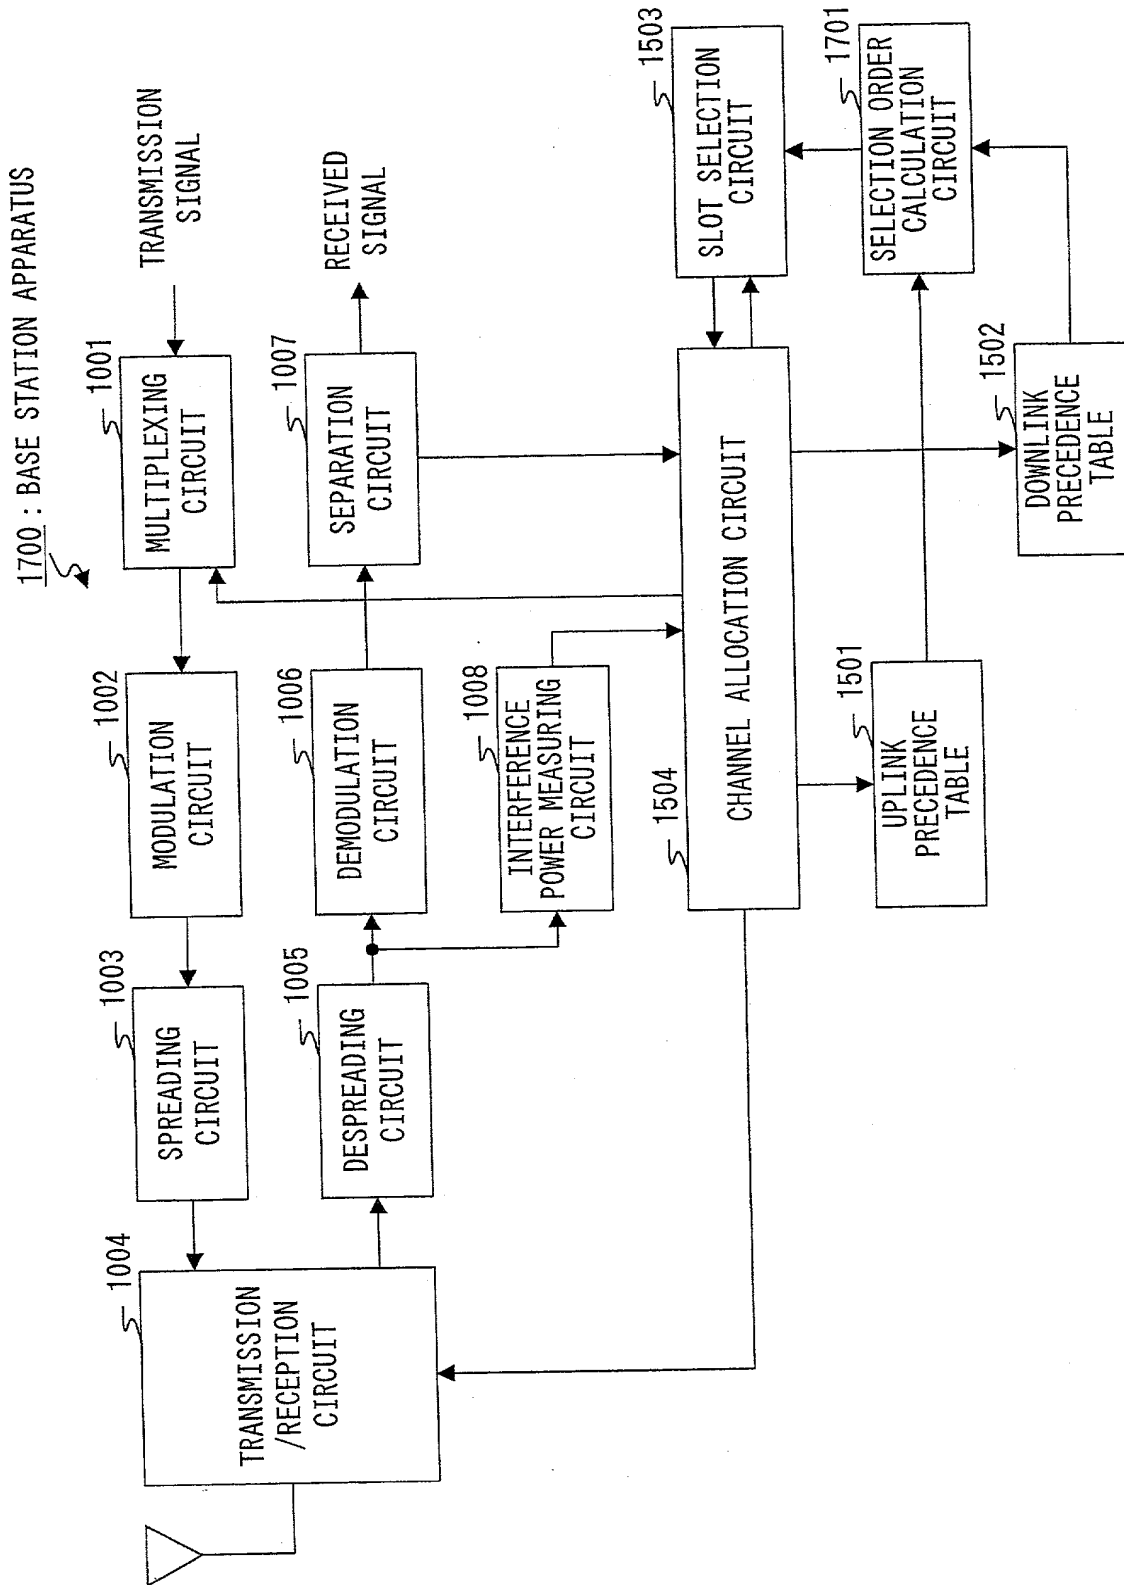 1700 : BASE STATION APPARATUS
TRANSMISSION
SIGNAL
1001
MULTIPLEXING
CIRCUIT
1002
MODULATION
CIRCUIT
1003
SPREADING
CIRCUIT
1004
TRANSMISSION
/RECEPTION
CIRCUIT
RECEIVED
SIGNAL
1007
SEPARATION
CIRCUIT
1006
DEMODULATION
CIRCUIT
1005
DESPREADING
CIRCUIT
1008
INTERFERENCE
POWER MEASURING
CIRCUIT
1504
CHANNEL ALLOCATION CIRCUIT
1503
SLOT SELECTION
CIRCUIT
1701
SELECTION ORDER
CALCULATION
CIRCUIT
1501
UPLINK
PRECEDENCE
TABLE
1502
DOWNLINK
PRECEDENCE
TABLE